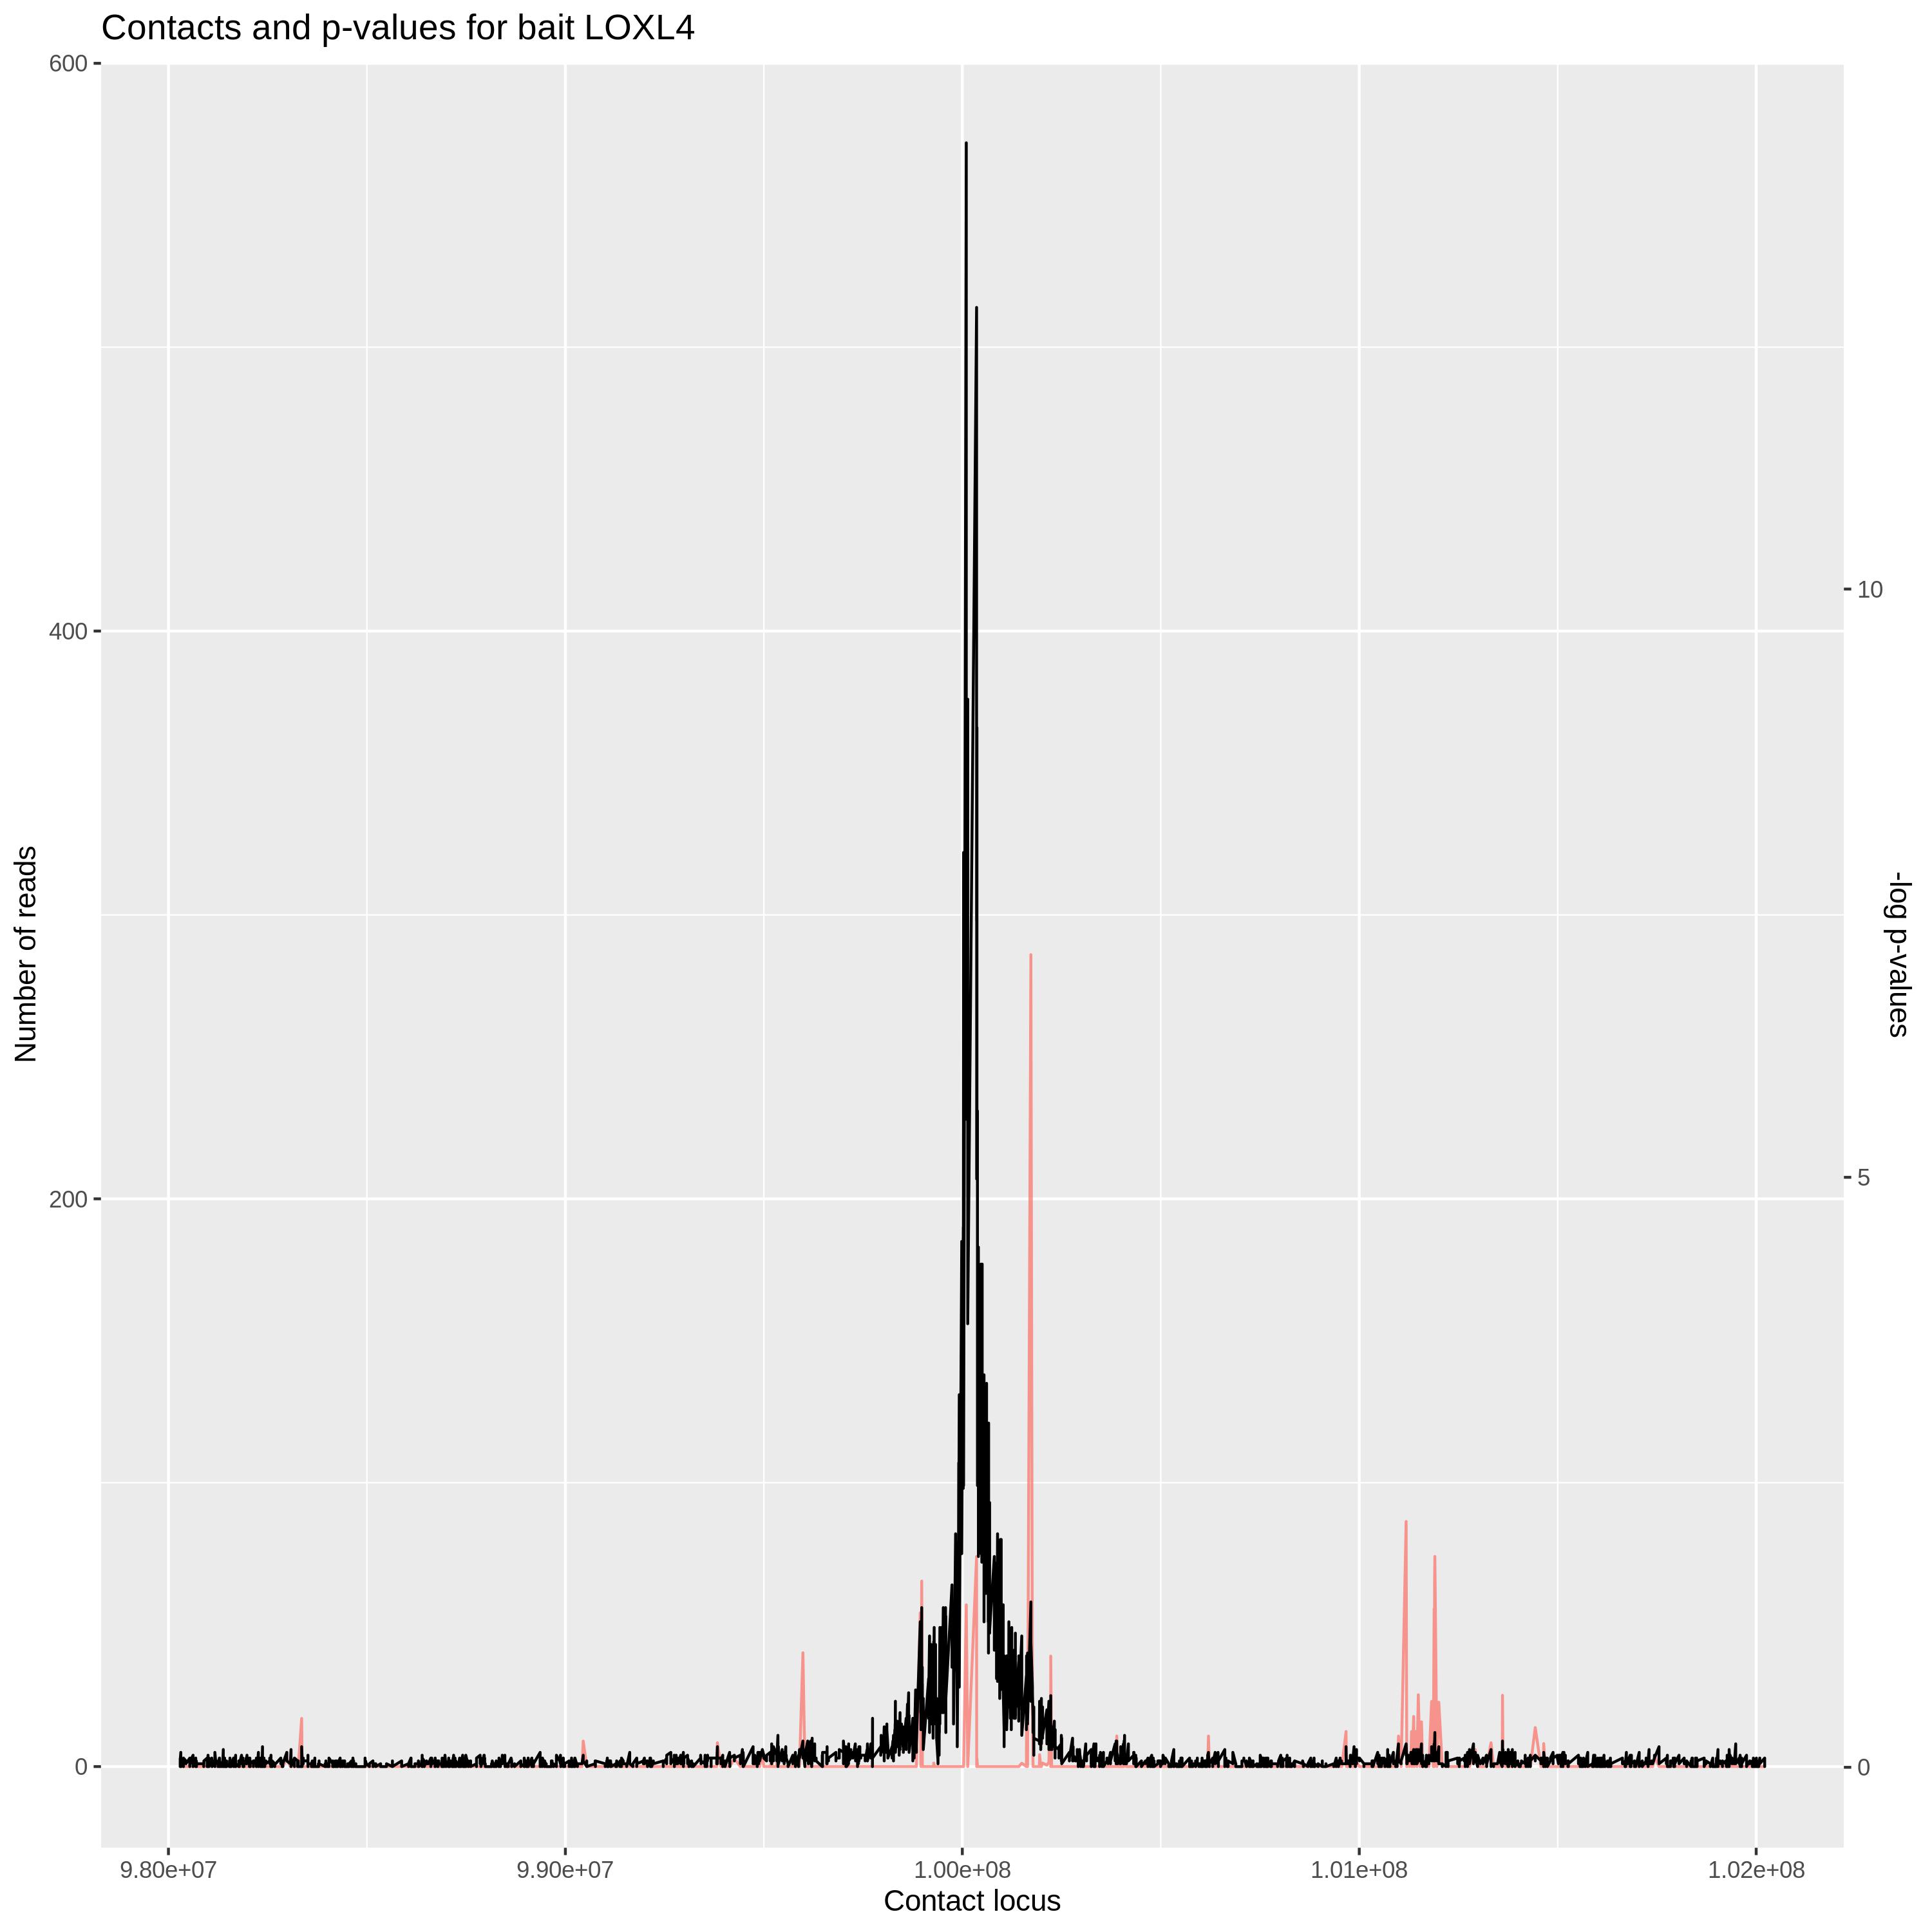 Contacts and p-values for bait LOXL4
600
400
200
0
Number of reads
10
5
0
-log p-values
9.80e+07
9.90e+07
1.00e+08
1.01e+08
1.02e+08
Contact locus